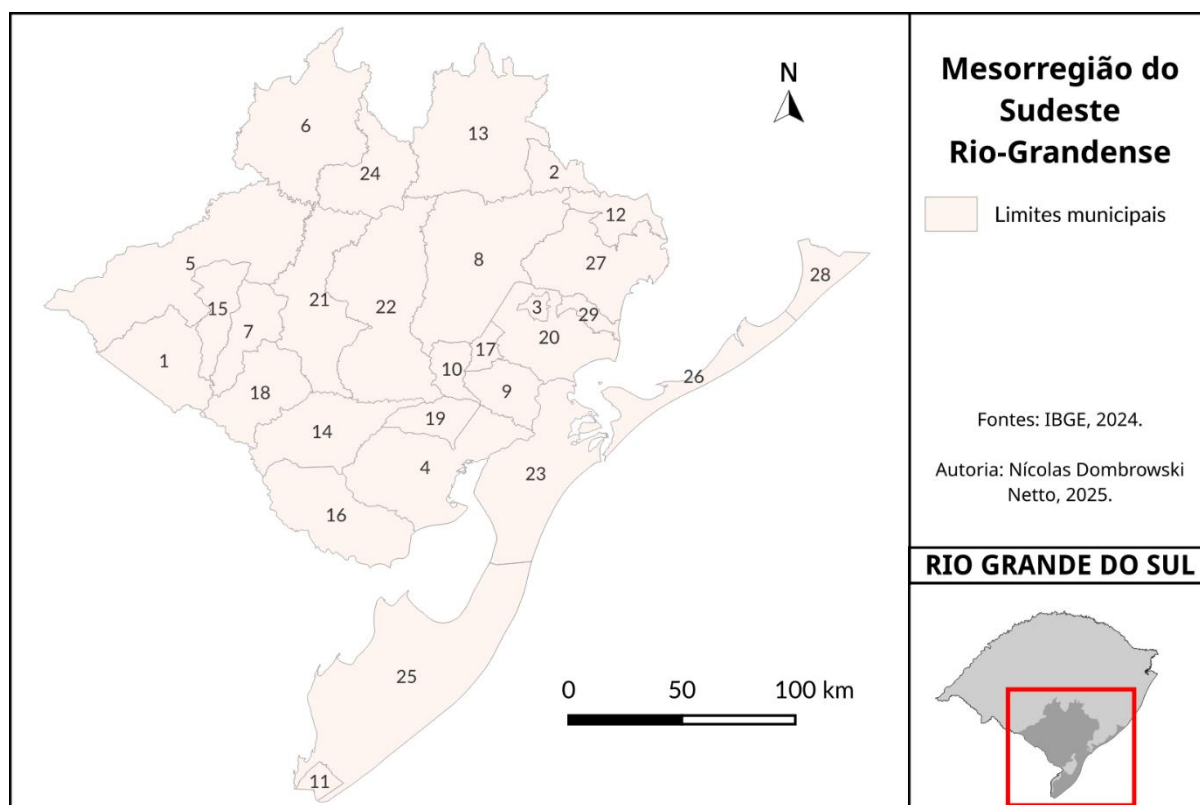 Mesorregião do
Sudeste
Rio-Grandense
Limites municipais
Fontes: IBGE, 2024.
Autoria: Nícolas Dombrowski
Netto, 2025.
RIO GRANDE DO SUL
N
6
13
24
2
12
8
27
5
28
21
22
3
15
29
7
20
17
1
10
26
9
18
19
14
4
23
16
25
11
0 50 100 km